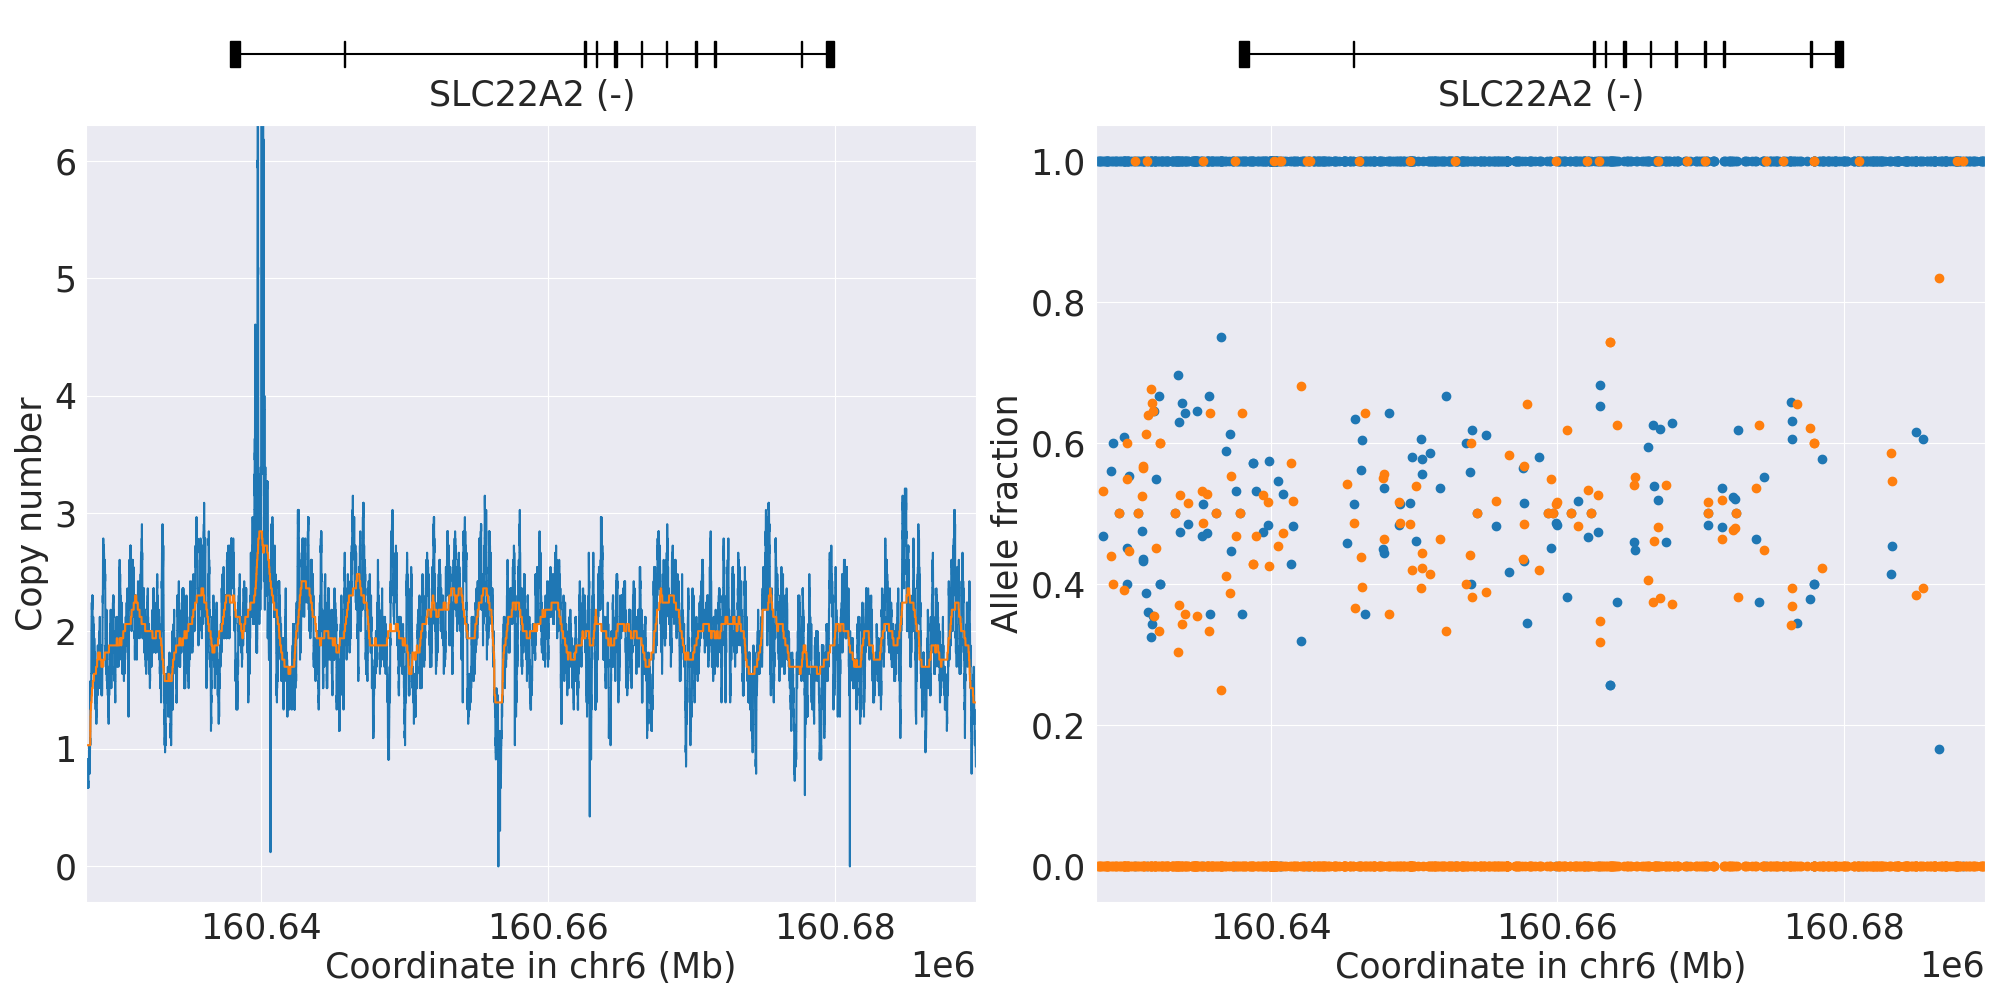 SLC22A2 (-)
6
5
4
3
2
1
0
Copy number
160.64 160.66 160.68
Coordinate in chr6 (Mb) 1e6
SLC22A2 (-)
1.0
0.8
0.6
0.4
0.2
0.0
Allele fraction
160.64 160.66 160.68
Coordinate in chr6 (Mb) 1e6